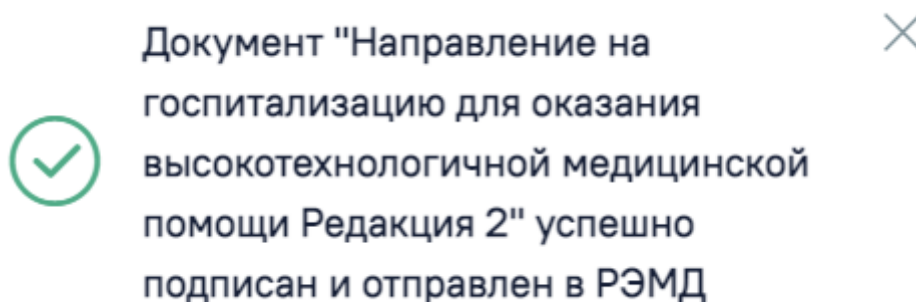 Документ "Направление на
госпитализацию для оказания
высокотехнологичной медицинской
помощи Редакция 2" успешно
подписан и отправлен в РЭМД